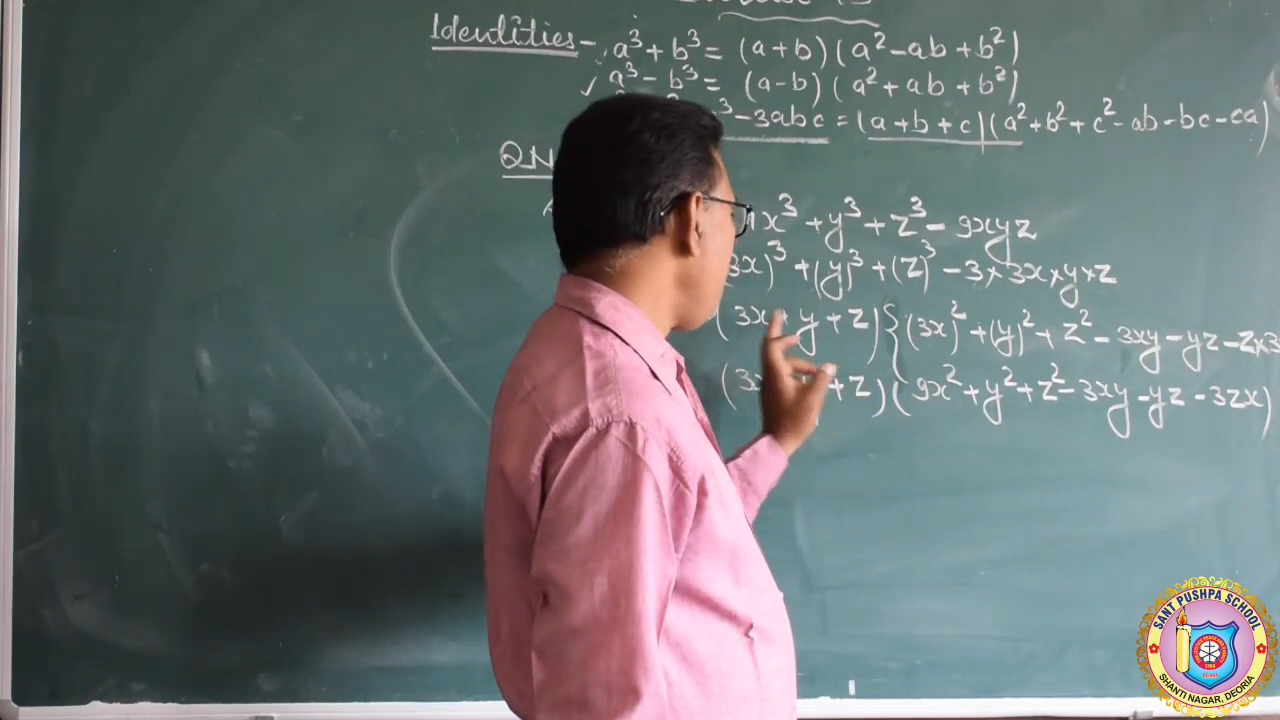 Identities - a³ + b³ = (a+b)(a² - ab + b²)
✓ a³ - b³ = (a-b)(a² + ab + b²)
³ - 3abc = (a+b+c)(a²+b²+c²-ab-bc-ca)
QN
x³ + y³ + z³ - 9xyz
3x)³ + (y)³ + (z)³ - 3×3x×y×z
(3x+y+z){(3x)² + (y)² + z² - 3xy - yz - z×3
(3x +z)(9x² + y² + z² - 3xy - yz - 3zx)
SANT PUSHPA SCHOOL
SHANTI NAGAR, DEORIA